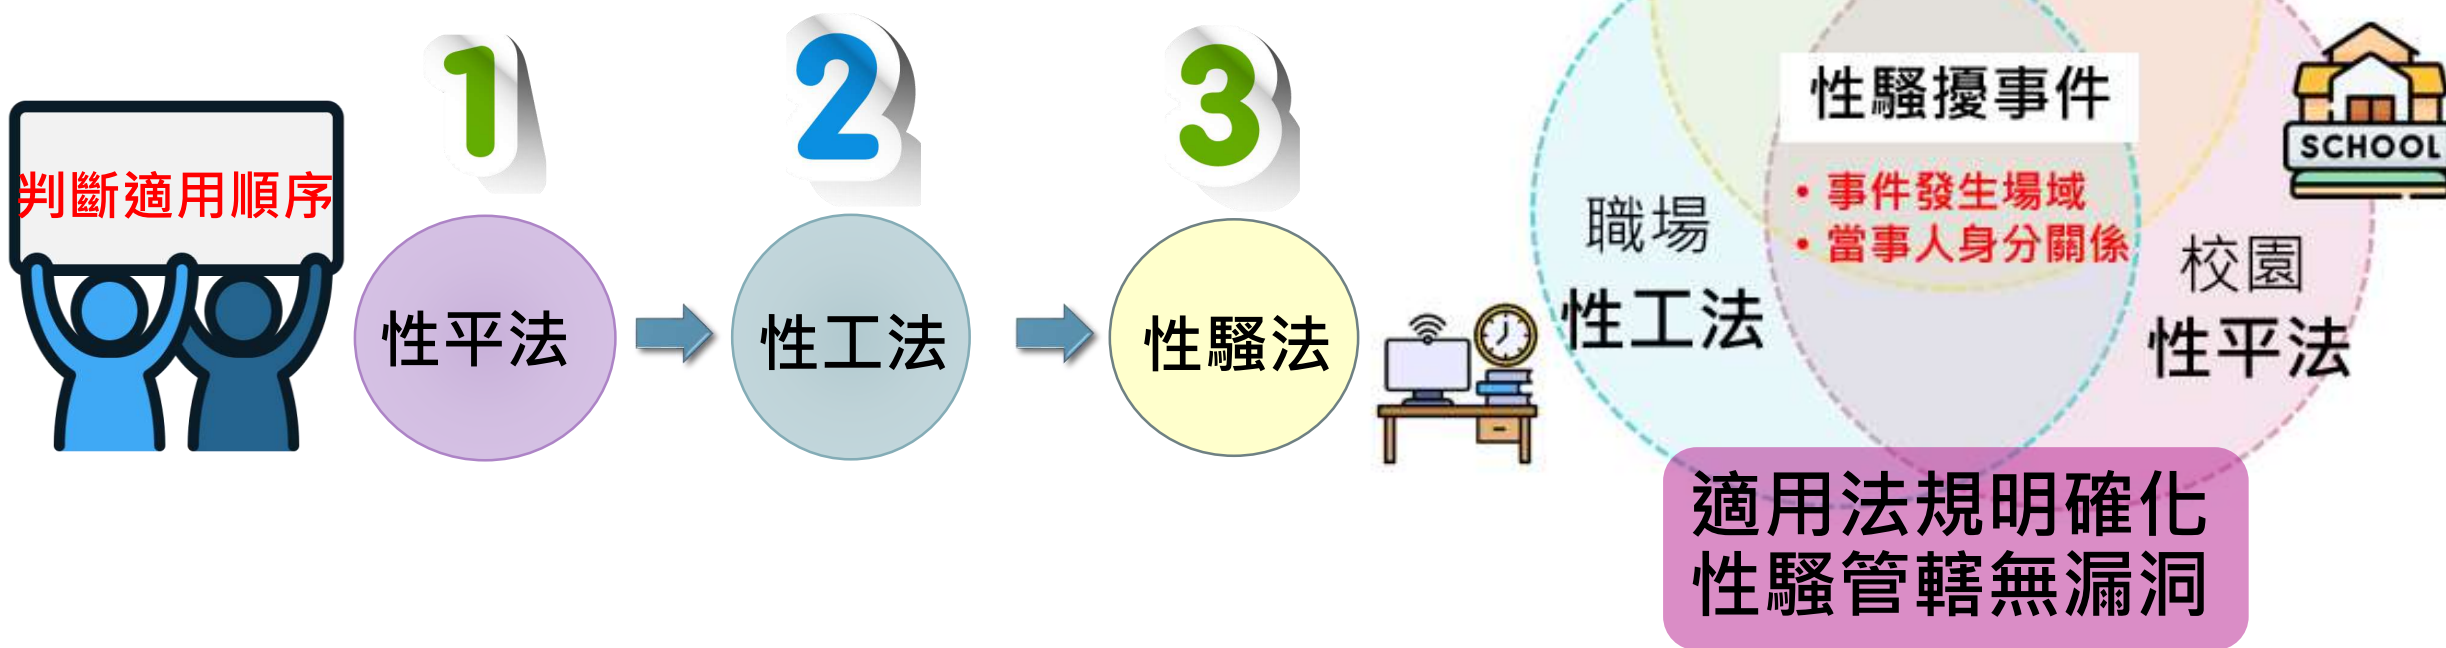 判斷適用順序
1
2
3
性平法
性工法
性騷法
性騷擾事件
• 事件發生場域
• 當事人身分關係
職場
性工法
SCHOOL
校園
性平法
適用法規明確化
性騷管轄無漏洞